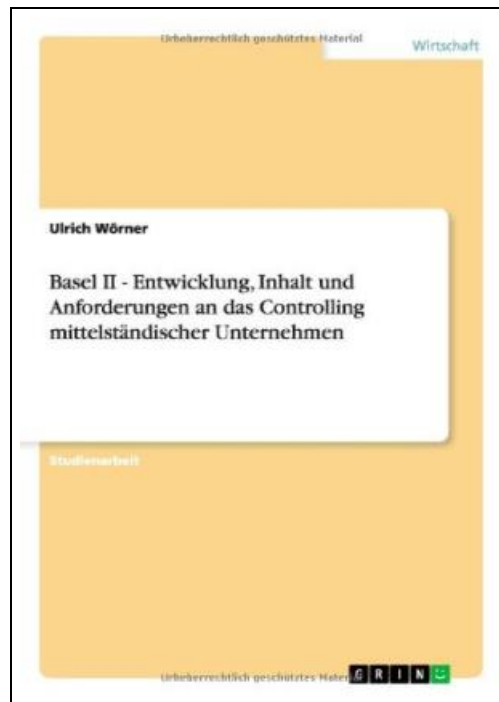 Urheberrechtlich geschütztes Material
Wirtschaft
Ulrich Wörner
Basel II - Entwicklung, Inhalt und
Anforderungen an das Controlling
mittelständischer Unternehmen
Studienarbeit
Urheberrechtlich geschütztes Mater
GRIN